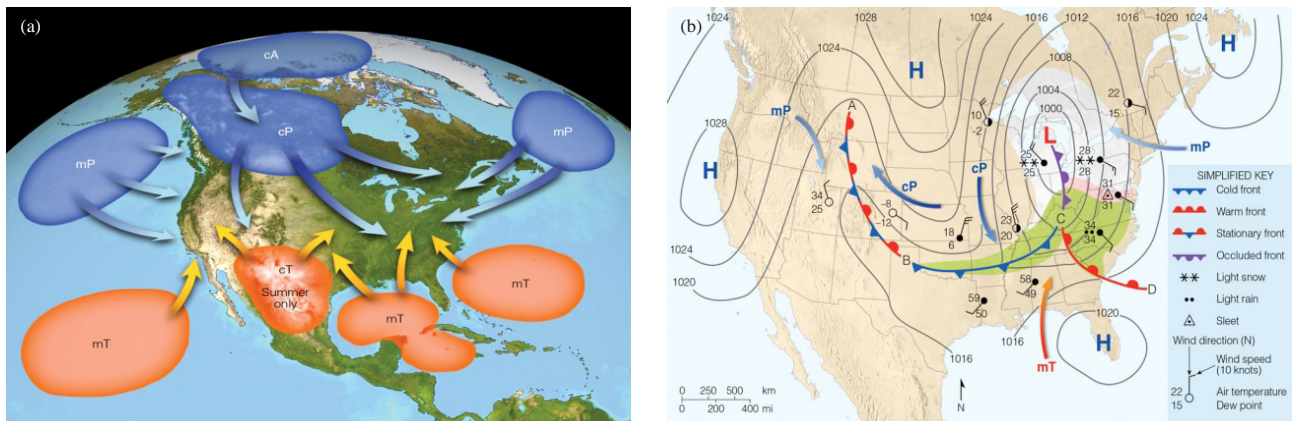 (a)
cA
cP
mP
mP
cT
Summer
only
mT
mT
mT
(b)
1024
1028
1024
1016
1012
1016
1020
1024
1024
H
H
1008
1004
1000
1028
H
mP
A
10
-2
22
-15
L
25
25
28
28
mP
cP
cP
34
25
-8
-12
31
31
18
6
23
20
C
34
34
B
D
58
49
59
50
1024
1020
1016
1020
H
mT
0 250 500 km
0 200 400 mi
N
SIMPLIFIED KEY
Cold front
Warm front
Stationary front
Occluded front
Light snow
Light rain
Sleet
Wind direction (N)
Wind speed
(10 knots)
22
15
Air temperature
Dew point